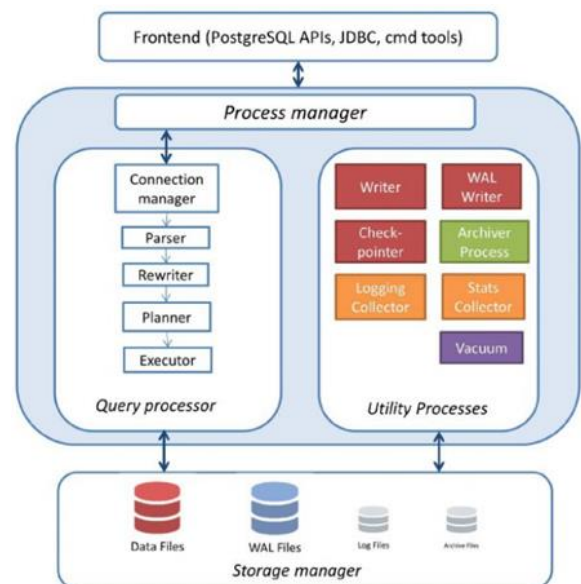 Frontend (PostgreSQL APIs, JDBC, cmd tools)
Process manager
Connection
manager
Parser
Rewriter
Planner
Executor
Query processor
Writer
WAL
Writer
Check-
pointer
Archiver
Process
Logging
Collector
Stats
Collector
Vacuum
Utility Processes
Data Files
WAL Files
Log Files
Archive Files
Storage manager